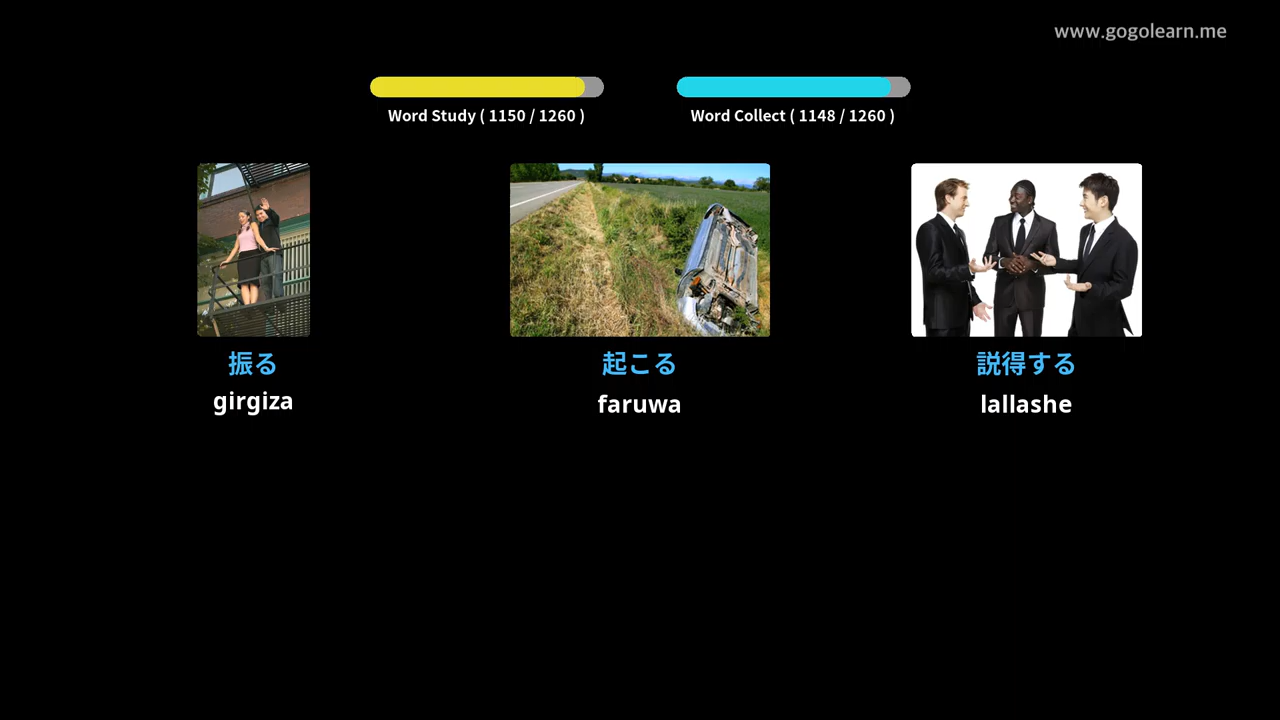 www.gogolearn.me
Word Study ( 1150 / 1260 )
Word Collect ( 1148 / 1260 )
振る
起こる
説得する
girgiza
faruwa
lallashe